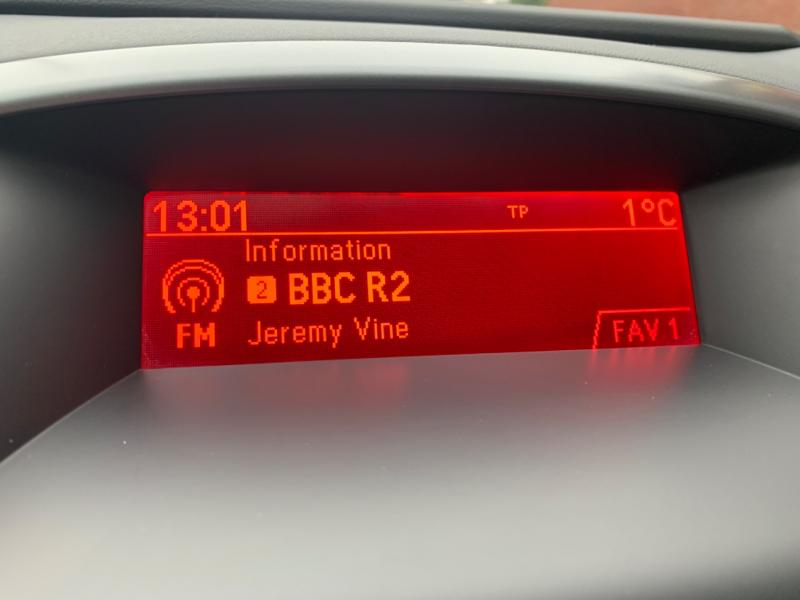 13:01 TP 1°C
Information
2 BBC R2
FM Jeremy Vine
FAV 1